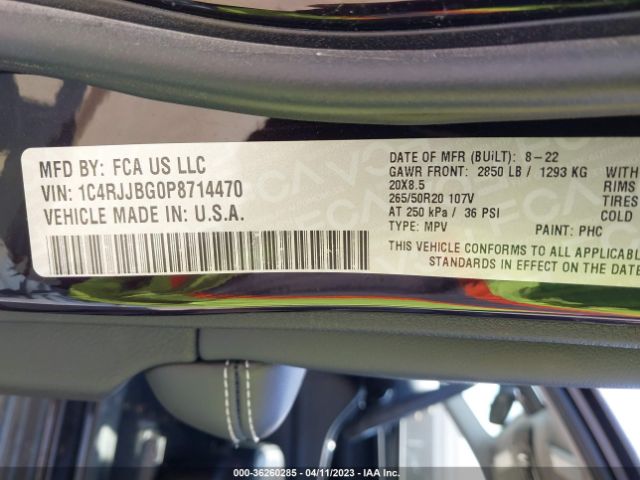 MFD BY: FCA US LLC
VIN: 1C4RJJBG0P8714470
VEHICLE MADE IN: U.S.A.
DATE OF MFR (BUiLT): 8-22
GAWR FRONT: 2850 LB / 1293 KG WITH
20X8.5 TIRES
265/50R20 107V RIMS
AT 250 kPa / 36 PSI COLD
TYPE: MPV PAINT: PHC
THIS VEHICLE CONFORMS TO ALL APPLICABLE
STANDARDS IN EFFECT ON THE DATE
000-36260285 - 04/11/2023 - IAA Inc.